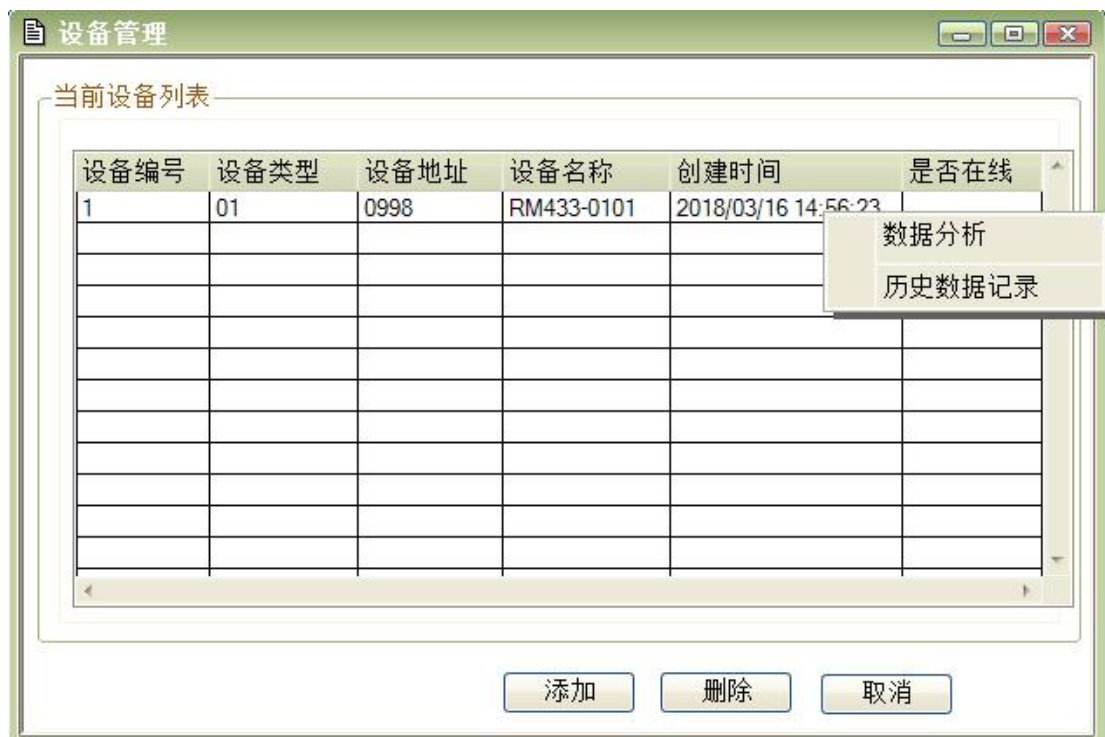 设备管理
当前设备列表
设备编号 设备类型 设备地址 设备名称 创建时间 是否在线
1 01 0998 RM433-0101 2018/03/16 14:56:23
数据分析
历史数据记录
添加 删除 取消